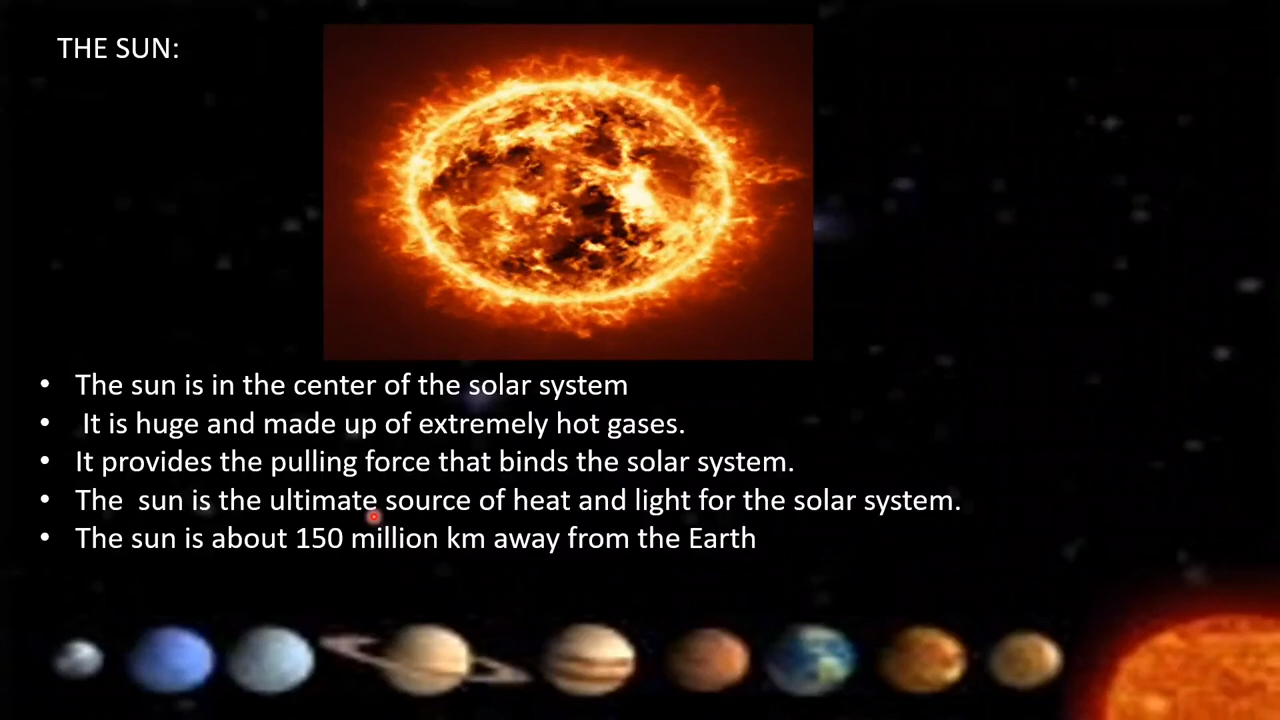 THE SUN:
• The sun is in the center of the solar system
• It is huge and made up of extremely hot gases.
• It provides the pulling force that binds the solar system.
• The  sun is the ultimate source of heat and light for the solar system.
• The sun is about 150 million km away from the Earth